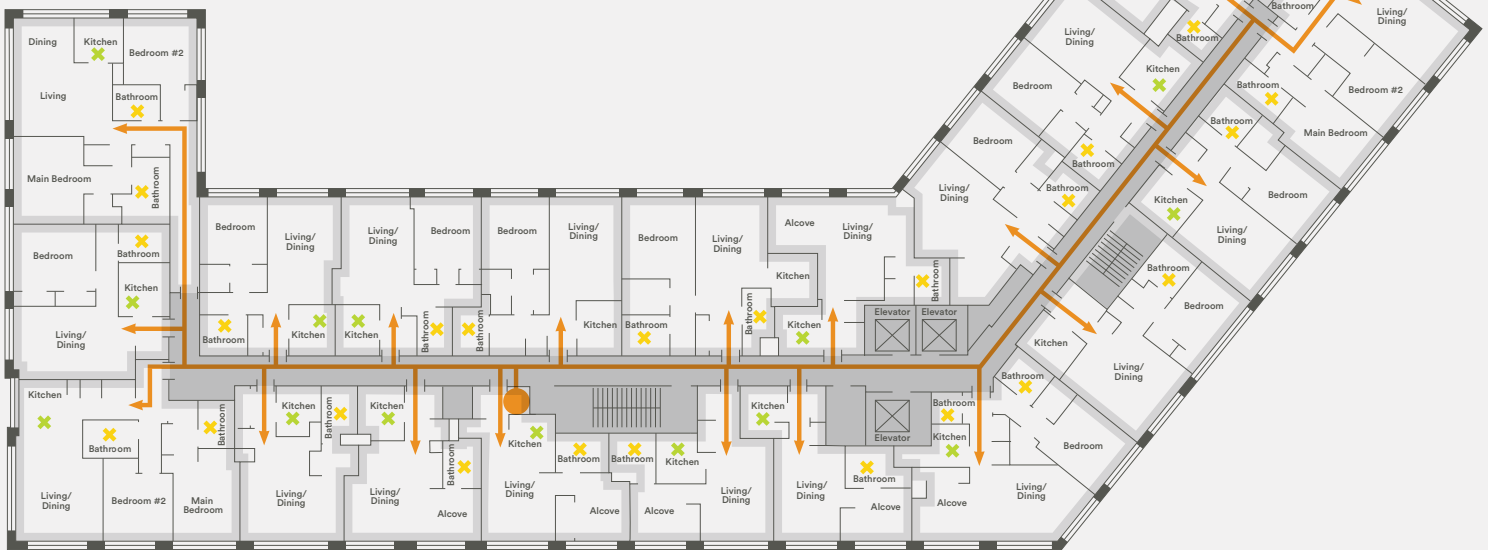 Dining
Kitchen
Bedroom #2
Living
Bathroom
Main Bedroom
Bathroom
Bedroom
Bathroom
Kitchen
Living/
Dining
Kitchen
Bathroom
Living/
Dining
Bedroom #2
Main
Bedroom
Bathroom
Bedroom
Living/
Dining
Bathroom
Kitchen
Living/
Dining
Bedroom
Kitchen
Bathroom
Bedroom
Living/
Dining
Bathroom
Kitchen
Bedroom
Living/
Dining
Bathroom
Bathroom
Alcove
Living/
Dining
Kitchen
Kitchen
Bathroom
Elevator
Elevator
Elevator
Kitchen
Bathroom
Living/
Dining
Kitchen
Living/
Dining
Bathroom
Alcove
Kitchen
Living/
Dining
Bathroom
Alcove
Bathroom
Kitchen
Alcove
Living/
Dining
Kitchen
Living/
Dining
Bathroom
Alcove
Bathroom
Kitchen
Alcove
Living/
Dining
Bedroom
Bathroom
Kitchen
Living/
Dining
Bedroom
Bathroom
Living/
Dining
Bedroom
Bathroom
Bathroom
Bedroom
Living/
Dining
Kitchen
Bathroom
Bathroom
Living/
Dining
Bathroom
Bedroom #2
Main Bedroom
Bathroom
Kitchen
Bedroom
Living/
Dining